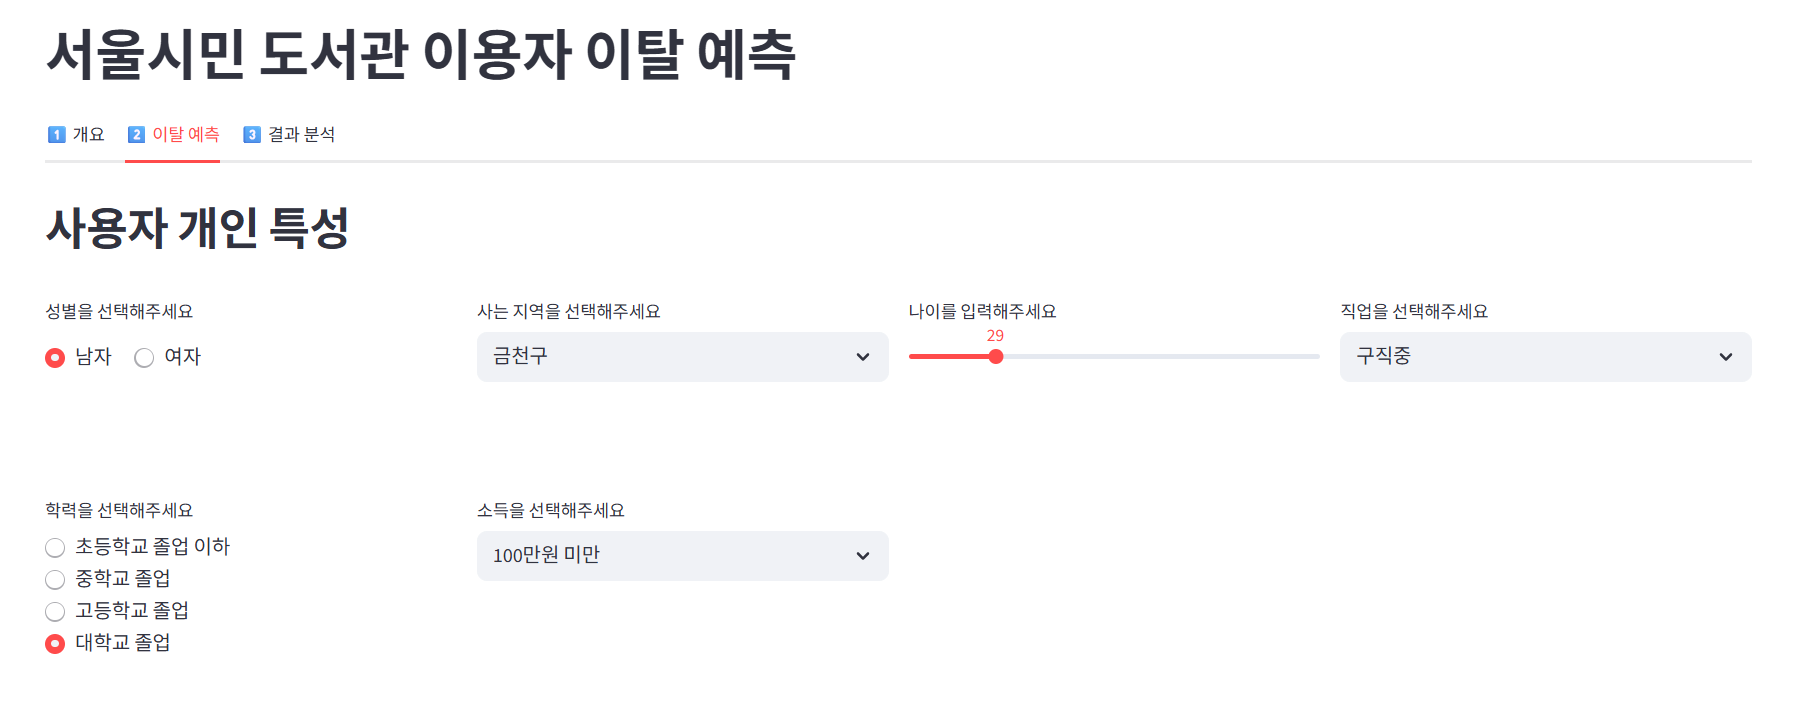 서울시민 도서관 이용자 이탈 예측
1 개요 2 이탈 예측 3 결과 분석
사용자 개인 특성
성별을 선택해주세요
남자 여자
사는 지역을 선택해주세요
금천구
나이를 입력해주세요
29
직업을 선택해주세요
구직중
학력을 선택해주세요
초등학교 졸업 이하
중학교 졸업
고등학교 졸업
대학교 졸업
소득을 선택해주세요
100만원 미만